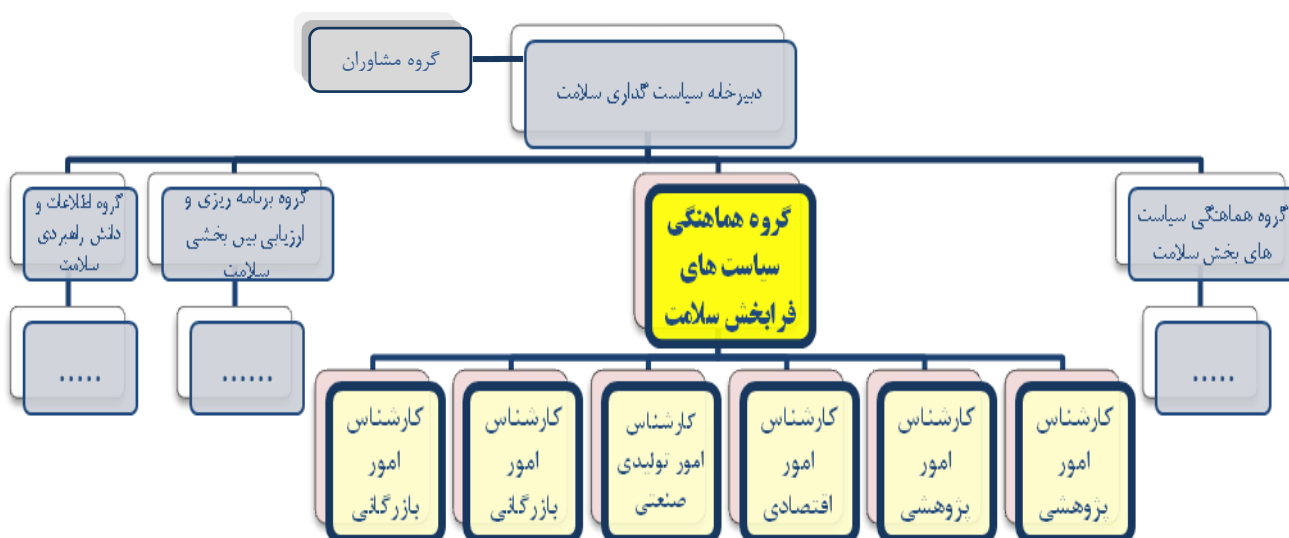 گروه مشاوران
دبیرخانه سیاست گذاری سلامت
گروه هماهنگی سیاست
های بخش سلامت
.....
گروه هماهنگی
سیاست های
فرابخش سلامت
گروه برنامه ریزی و
ارزیابی بین بخشی
سلامت
......
گروه اطلاعات و
دانش راهبردی
سلامت
.....
کارشناس
امور
پژوهشی
کارشناس
امور
پژوهشی
کارشناس
امور
اقتصادی
کارشناس
امور تولیدی
صنعتی
کارشناس
امور
بازرگانی
کارشناس
امور
بازرگانی